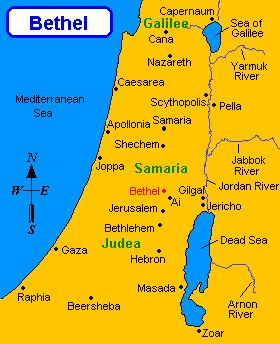 Bethel
Capernaum
Galilee
Sea of
Galilee
Cana
Nazareth
Yarmuk
River
Caesarea
Scythopolis
Pella
Mediterranean
Sea
Samaria
Apollonia
Shechem
Jabbok
River
Joppa
Samaria
Bethel
Gilgal
Jordan River
Ai
Jericho
Jerusalem
Bethlehem
Judea
Dead Sea
Gaza
Hebron
Masada
Raphia
Beersheba
Arnon
River
Zoar
N
W
E
S